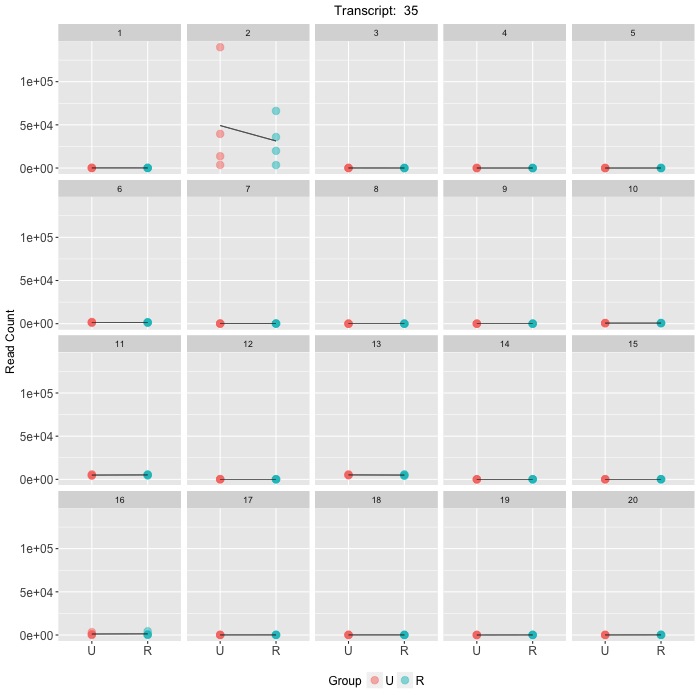 Transcript: 35
1 2 3 4 5
1e+05
5e+04
0e+00
6 7 8 9 10
1e+05
5e+04
0e+00
Read Count
11 12 13 14 15
1e+05
5e+04
0e+00
16 17 18 19 20
1e+05
5e+04
0e+00
U R U R U R U R U R
Group U R